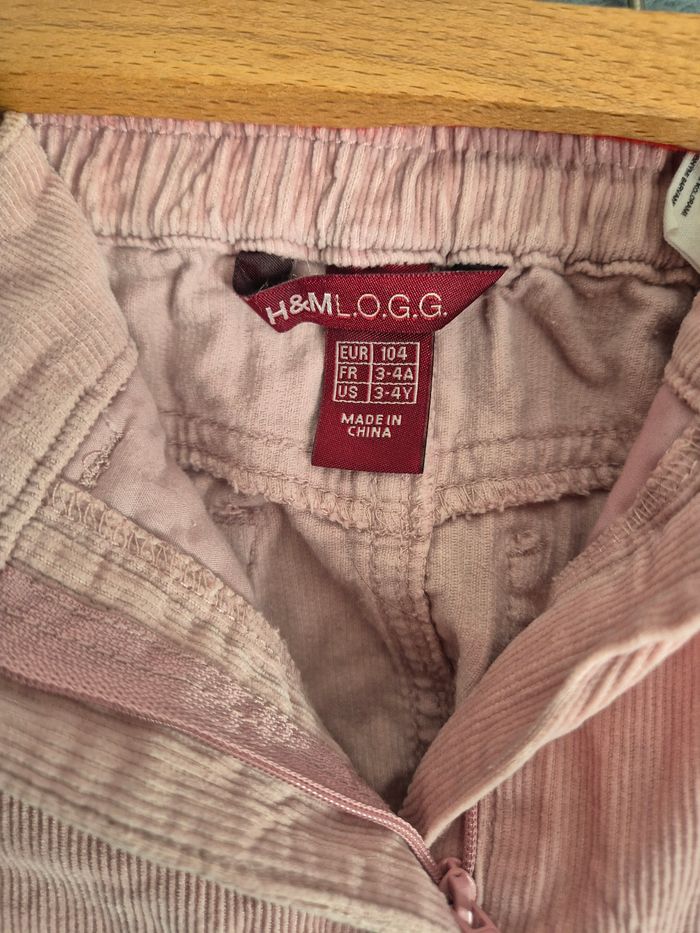 H&M L.O.G.G.
EUR 104
FR 3-4A
US 3-4Y
MADE IN
CHINA